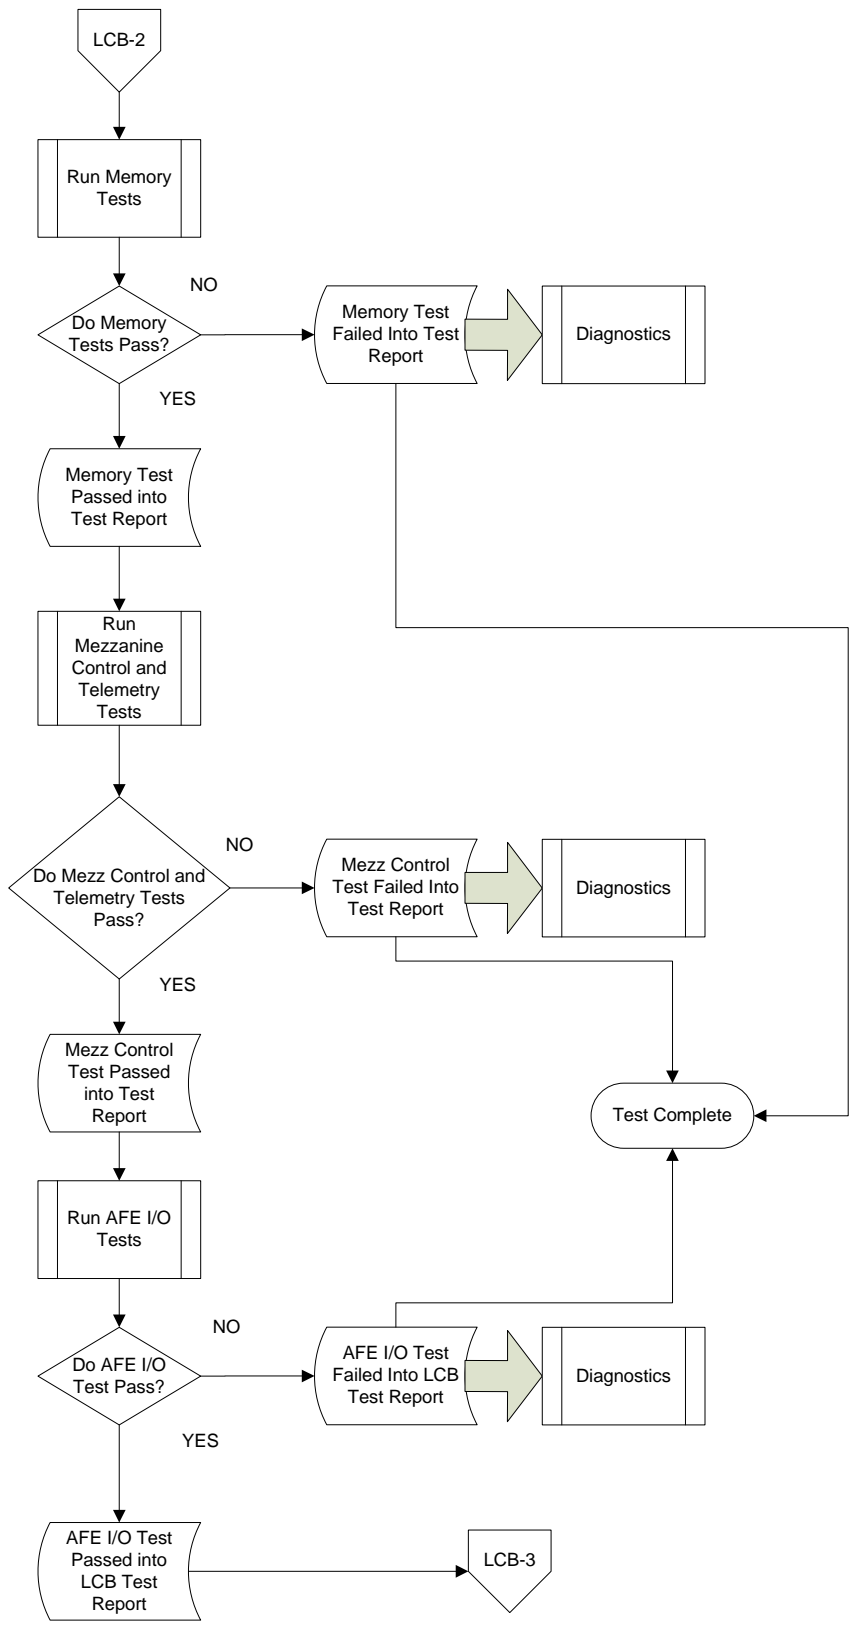 LCB-2
Run Memory
Tests
NO
Do Memory
Tests Pass?
Memory Test
Failed Into Test
Report
Diagnostics
YES
Memory Test
Passed into
Test Report
Run
Mezzanine
Control and
Telemetry
Tests
NO
Do Mezz Control and
Telemetry Tests
Pass?
Mezz Control
Test Failed Into
Test Report
Diagnostics
YES
Mezz Control
Test Passed
into Test
Report
Test Complete
Run AFE I/O
Tests
NO
Do AFE I/O
Test Pass?
AFE I/O Test
Failed Into LCB
Test Report
Diagnostics
YES
AFE I/O Test
Passed into
LCB Test
Report
LCB-3